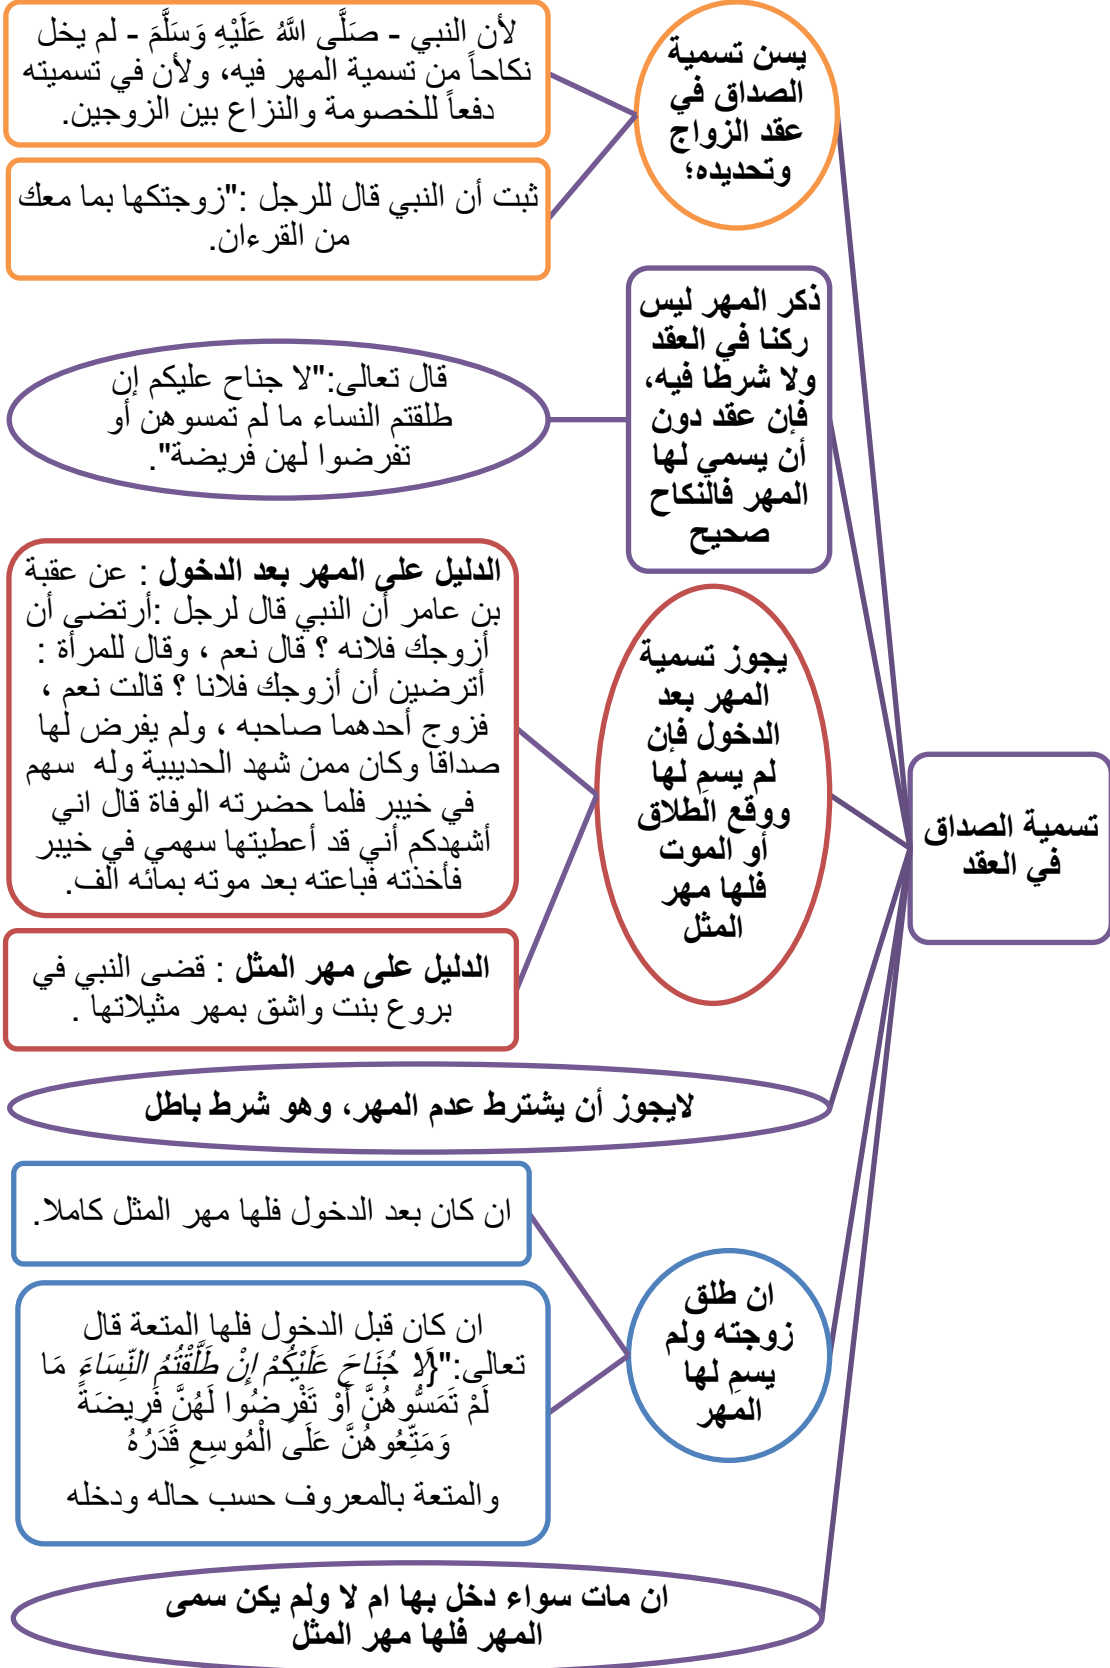 تسمية الصداق
في العقد
يسن تسمية
الصداق في
عقد الزواج
وتحديده؛
لأن النبي - صَلَّى اللَّهُ عَلَيْهِ وَسَلَّمَ - لم يخل
نكاحاً من تسمية المهر فيه، ولأن في تسميته
دفعاً للخصومة والنزاع بين الزوجين.
ثبت أن النبي قال للرجل :"زوجتكها بما معك
من القرءان.
ذكر المهر ليس
ركنا في العقد
ولا شرطا فيه،
فإن عقد دون
أن يسمي لها
المهر فالنكاح
صحيح
قال تعالى:"لا جناح عليكم إن
طلقتم النساء ما لم تمسوهن أو
تفرضوا لهن فريضة".
يجوز تسمية
المهر بعد
الدخول فإن
لم يسمِ لها
ووقع الطلاق
أو الموت
فلها مهر
المثل
الدليل على المهر بعد الدخول : عن عقبة
بن عامر أن النبي قال لرجل :أرتضى أن
أزوجك فلانه ؟ قال نعم ، وقال للمرأة :
أترضين أن أزوجك فلانا ؟ قالت نعم ،
فزوج أحدهما صاحبه ، ولم يفرض لها
صداقا وكان ممن شهد الحديبية وله سهم
في خيبر فلما حضرته الوفاة قال اني
أشهدكم أني قد أعطيتها سهمي في خيبر
فأخذته فباعته بعد موته بمائه الف.
الدليل على مهر المثل : قضى النبي في
بروع بنت واشق بمهر مثيلاتها .
لايجوز أن يشترط عدم المهر، وهو شرط باطل
ان طلق
زوجته ولم
يسمِ لها
المهر
ان كان بعد الدخول فلها مهر المثل كاملا.
ان كان قبل الدخول فلها المتعة قال
تعالى:"{لَا جُنَاحَ عَلَيْكُمْ إِنْ طَلَّقْتُمُ النِّسَاءَ مَا
لَمْ تَمَسُّوهُنَّ أَوْ تَفْرِضُوا لَهُنَّ فَرِيضَةً
وَمَتِّعُوهُنَّ عَلَى الْمُوسِعِ قَدَرُهُ
والمتعة بالمعروف حسب حاله ودخله
ان مات سواء دخل بها ام لا ولم يكن سمى
المهر فلها مهر المثل